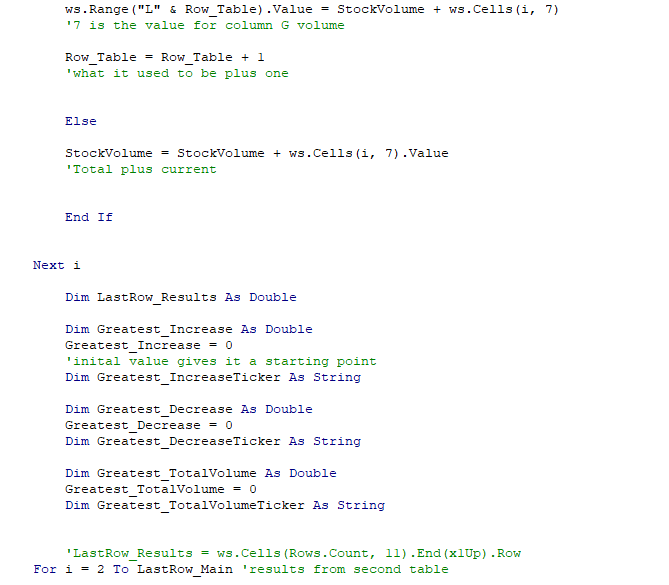 ws.Range("L" & Row_Table).Value = StockVolume + ws.Cells(i, 7)
'7 is the value for column G volume
Row_Table = Row_Table + 1
'what it used to be plus one
Else
StockVolume = StockVolume + ws.Cells(i, 7).Value
'Total plus current
End If
Next i
Dim LastRow_Results As Double
Dim Greatest_Increase As Double
Greatest_Increase = 0
'inital value gives it a starting point
Dim Greatest_IncreaseTicker As String
Dim Greatest_Decrease As Double
Greatest_Decrease = 0
Dim Greatest_DecreaseTicker As String
Dim Greatest_TotalVolume As Double
Greatest_TotalVolume = 0
Dim Greatest_TotalVolumeTicker As String
'LastRow_Results = ws.Cells(Rows.Count, 11).End(xlUp).Row
For i = 2 To LastRow_Main 'results from second table